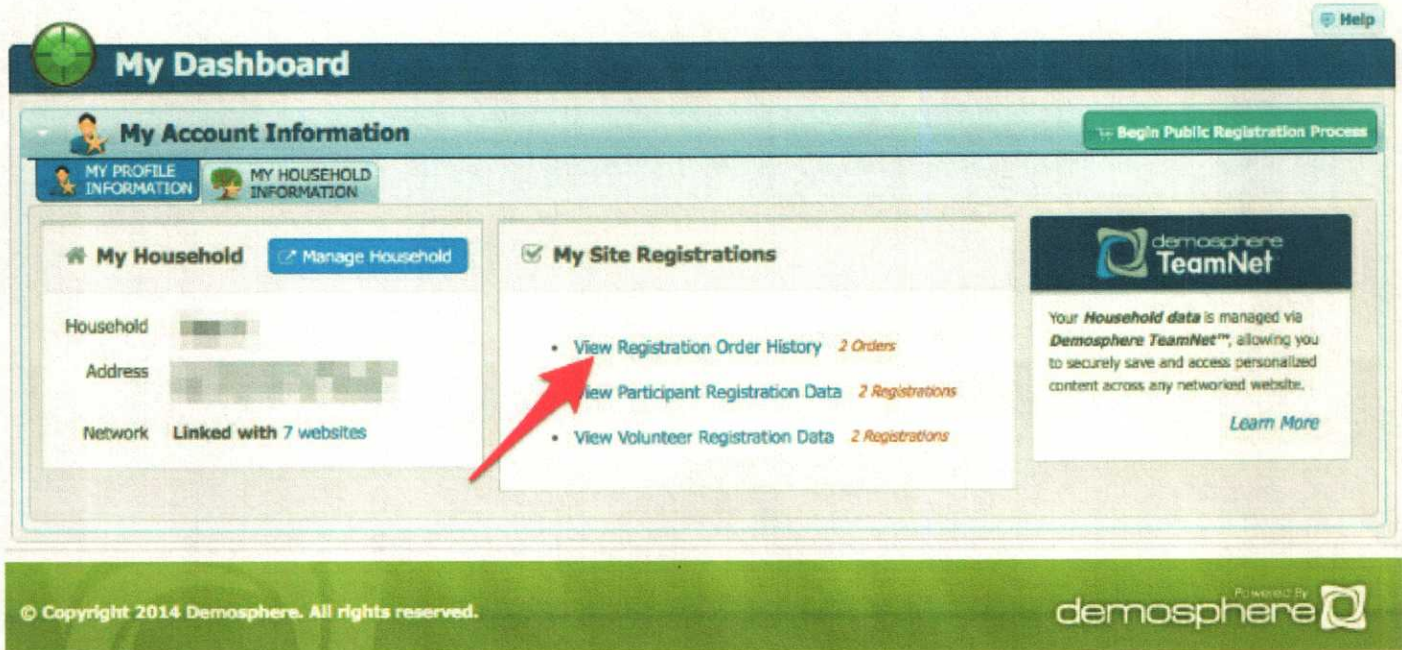 Help
My Dashboard
My Account Information
Begin Public Registration Process
MY PROFILE
INFORMATION
MY HOUSEHOLD
INFORMATION
My Household
Manage Household
Household
Address
Network Linked with 7 websites
My Site Registrations
• View Registration Order History 2 Orders
View Participant Registration Data 2 Registrations
• View Volunteer Registration Data 2 Registrations
demosphere
TeamNet
Your Household data is managed via
Demosphere TeamNet™, allowing you
to securely save and access personalized
content across any networked website.
Learn More
© Copyright 2014 Demosphere. All rights reserved.
Powered By
demosphere